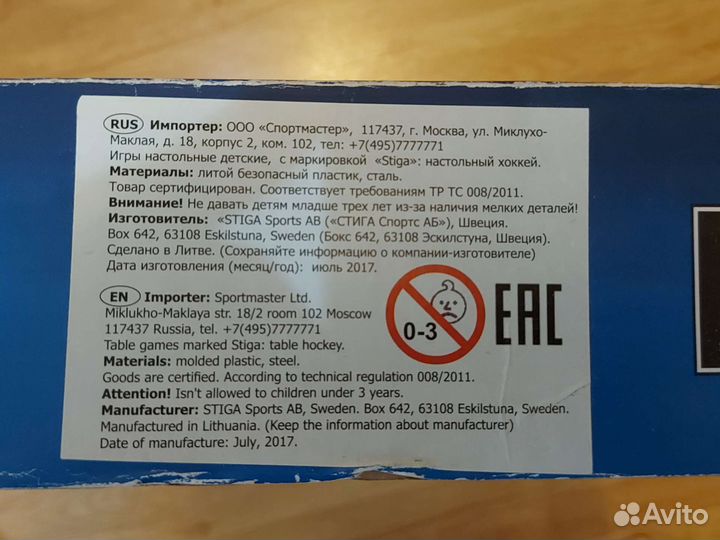 RUS Импортер: ООО «Спортмастер», 117437, г. Москва, ул. Миклухо-
Маклая, д. 18, корпус 2, ком. 102, тел: +7(495)7777771
Игры настольные детские, с маркировкой «Stiga»: настольный хоккей.
Материалы: литой безопасный пластик, сталь.
Товар сертифицирован. Соответствует требованиям ТР ТС 008/2011.
Внимание! Не давать детям младше трех лет из-за наличия мелких деталей!
Изготовитель: «STIGA Sports AB («СТИГА Спортс АБ»), Швеция.
Box 642, 63108 Eskilstuna, Sweden (Бокс 642, 63108 Эскилстуна, Швеция).
Сделано в Литве. (Сохраняйте информацию о компании-изготовителе)
Дата изготовления (месяц/год): июль 2017.
EN Importer: Sportmaster Ltd.
Miklukho-Maklaya str. 18/2 room 102 Moscow
117437 Russia, tel. +7(495)7777771
Table games marked Stiga: table hockey.
Materials: molded plastic, steel.
Goods are certified. According to technical regulation 008/2011.
Attention! Isn't allowed to children under 3 years.
Manufacturer: STIGA Sports AB, Sweden. Box 642, 63108 Eskilstuna, Sweden.
Manufactured in Lithuania. (Keep the information about manufacturer)
Date of manufacture: July, 2017.
0-3
EAC
Avito